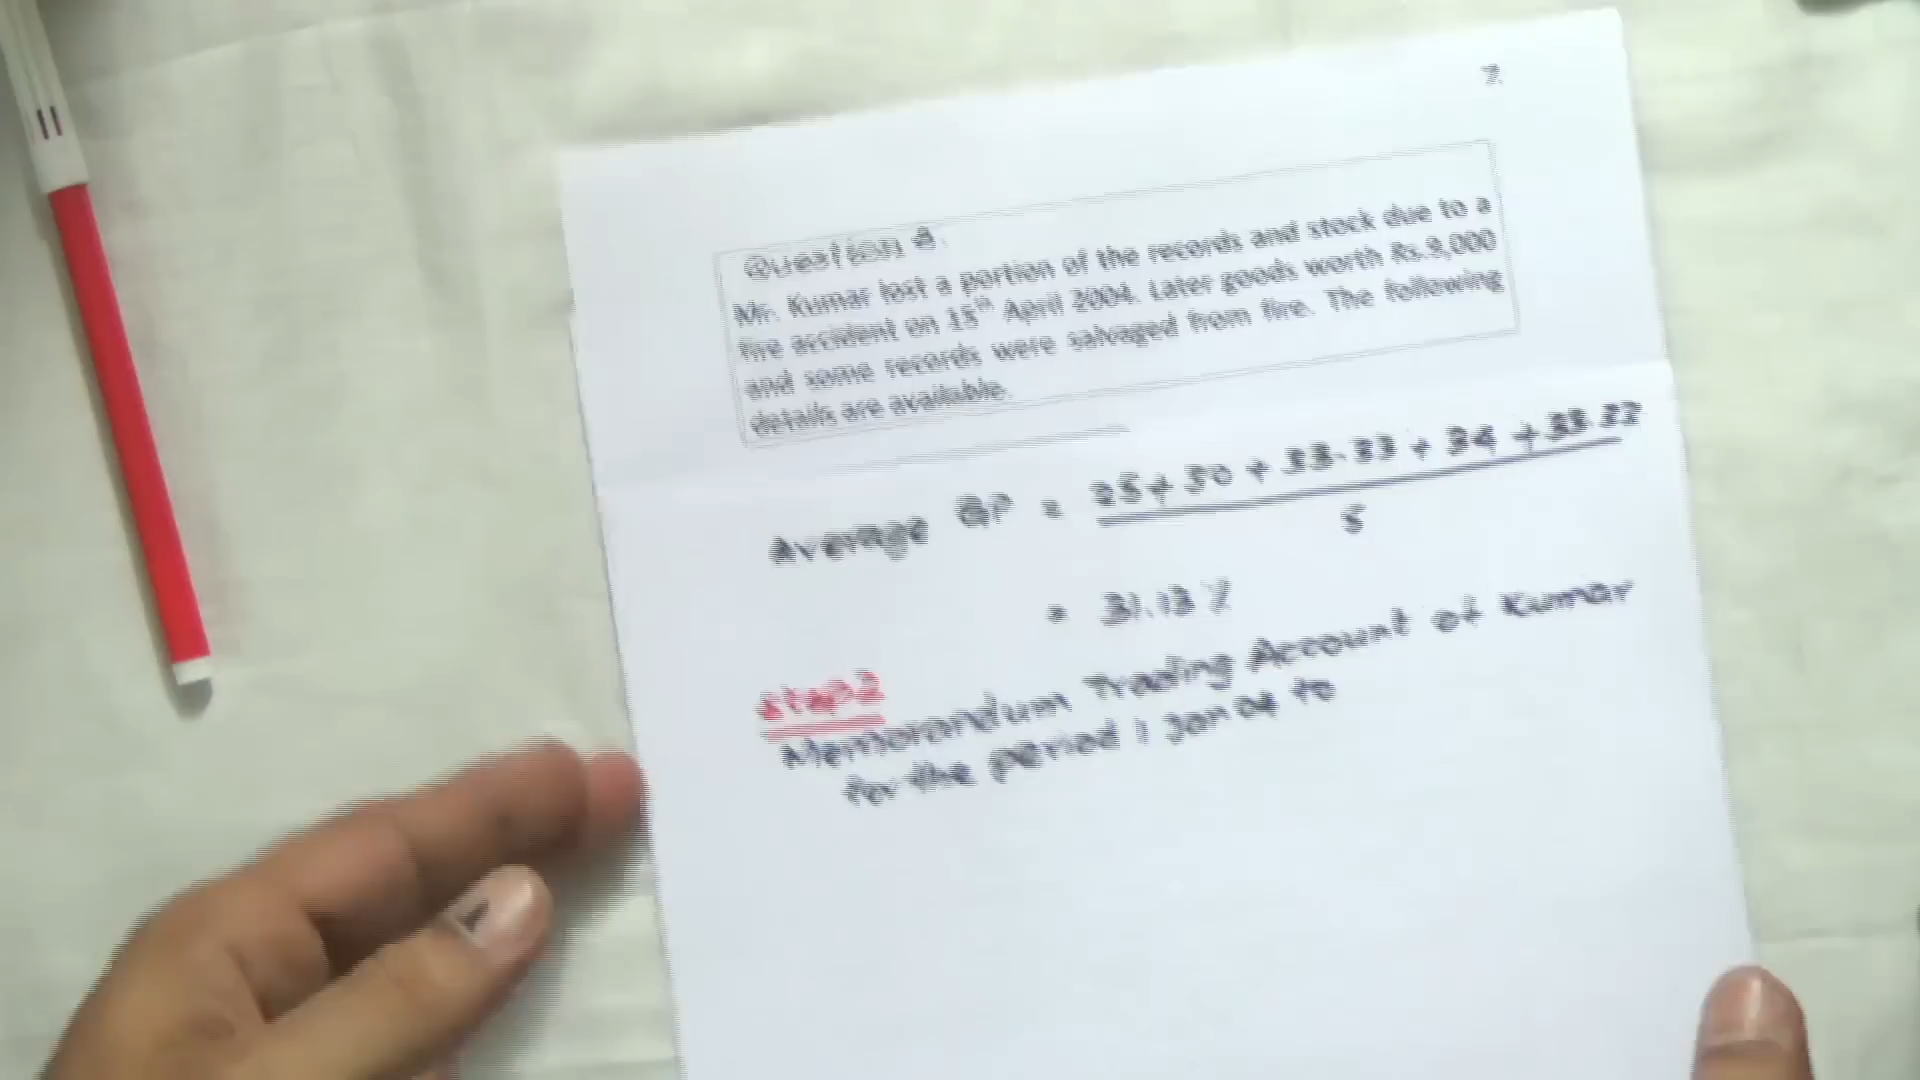 7
Question 8.
Mr. Kumar lost a portion of the records and stock due to a
fire accident on 15th April 2004. Later goods worth Rs.9,000
and some records were salvaged from fire. The following
details are available.
Average GP = 25+ 30 + 33.33 + 34 + 33.33
5
= 31.13 %
Step2
Memorandum Trading Account of Kumar
for the period 1 Jan 04 to